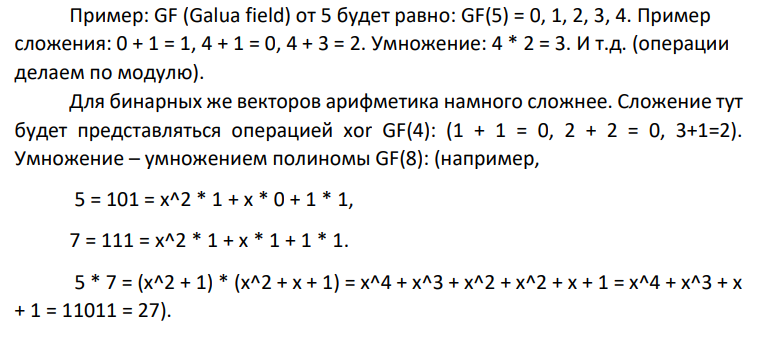 Пример: GF (Galua field) от 5 будет равно: GF(5) = 0, 1, 2, 3, 4. Пример
сложения: 0 + 1 = 1, 4 + 1 = 0, 4 + 3 = 2. Умножение: 4 * 2 = 3. И т.д. (операции
делаем по модулю).
Для бинарных же векторов арифметика намного сложнее. Сложение тут
будет представляться операцией xor GF(4): (1 + 1 = 0, 2 + 2 = 0, 3+1=2).
Умножение – умножением полиномы GF(8): (например,
5 = 101 = x^2 * 1 + x * 0 + 1 * 1,
7 = 111 = x^2 * 1 + x * 1 + 1 * 1.
5 * 7 = (x^2 + 1) * (x^2 + x + 1) = x^4 + x^3 + x^2 + x^2 + x + 1 = x^4 + x^3 + x
+ 1 = 11011 = 27).